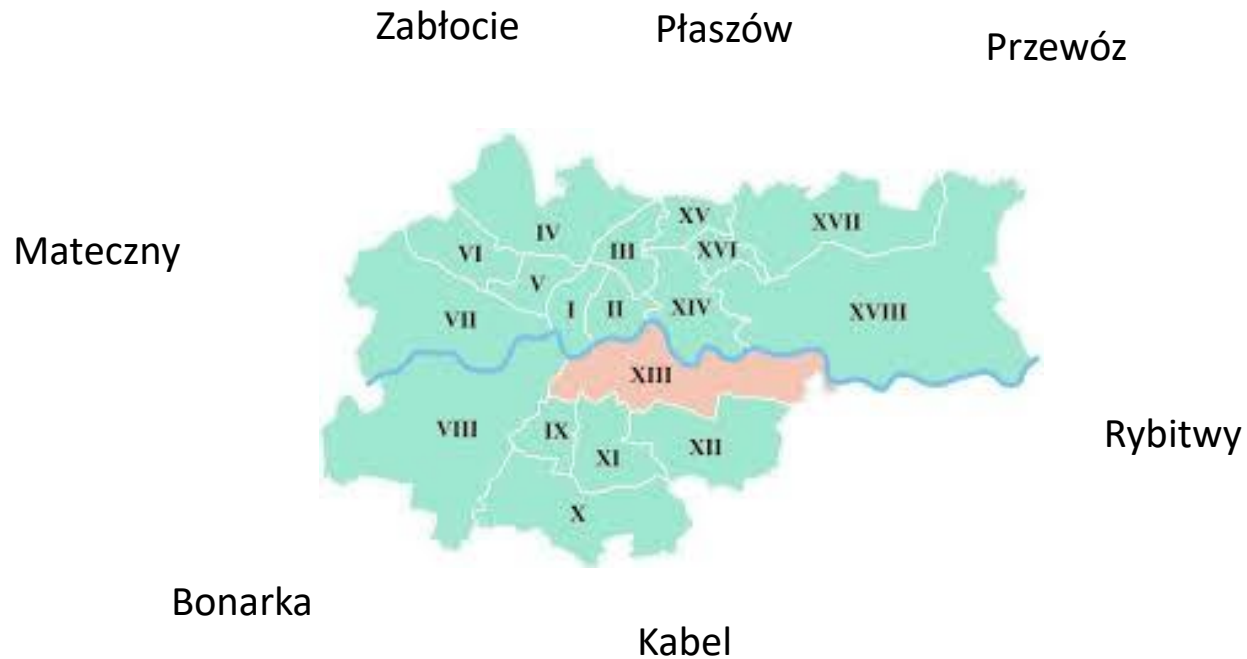 Zabłocie
Płaszów
Przewóz
Mateczny
XV
XVII
IV
III
XVI
VI
V
I
II
XIV
XVIII
VII
XIII
VIII
IX
XII
XI
X
Rybitwy
Bonarka
Kabel